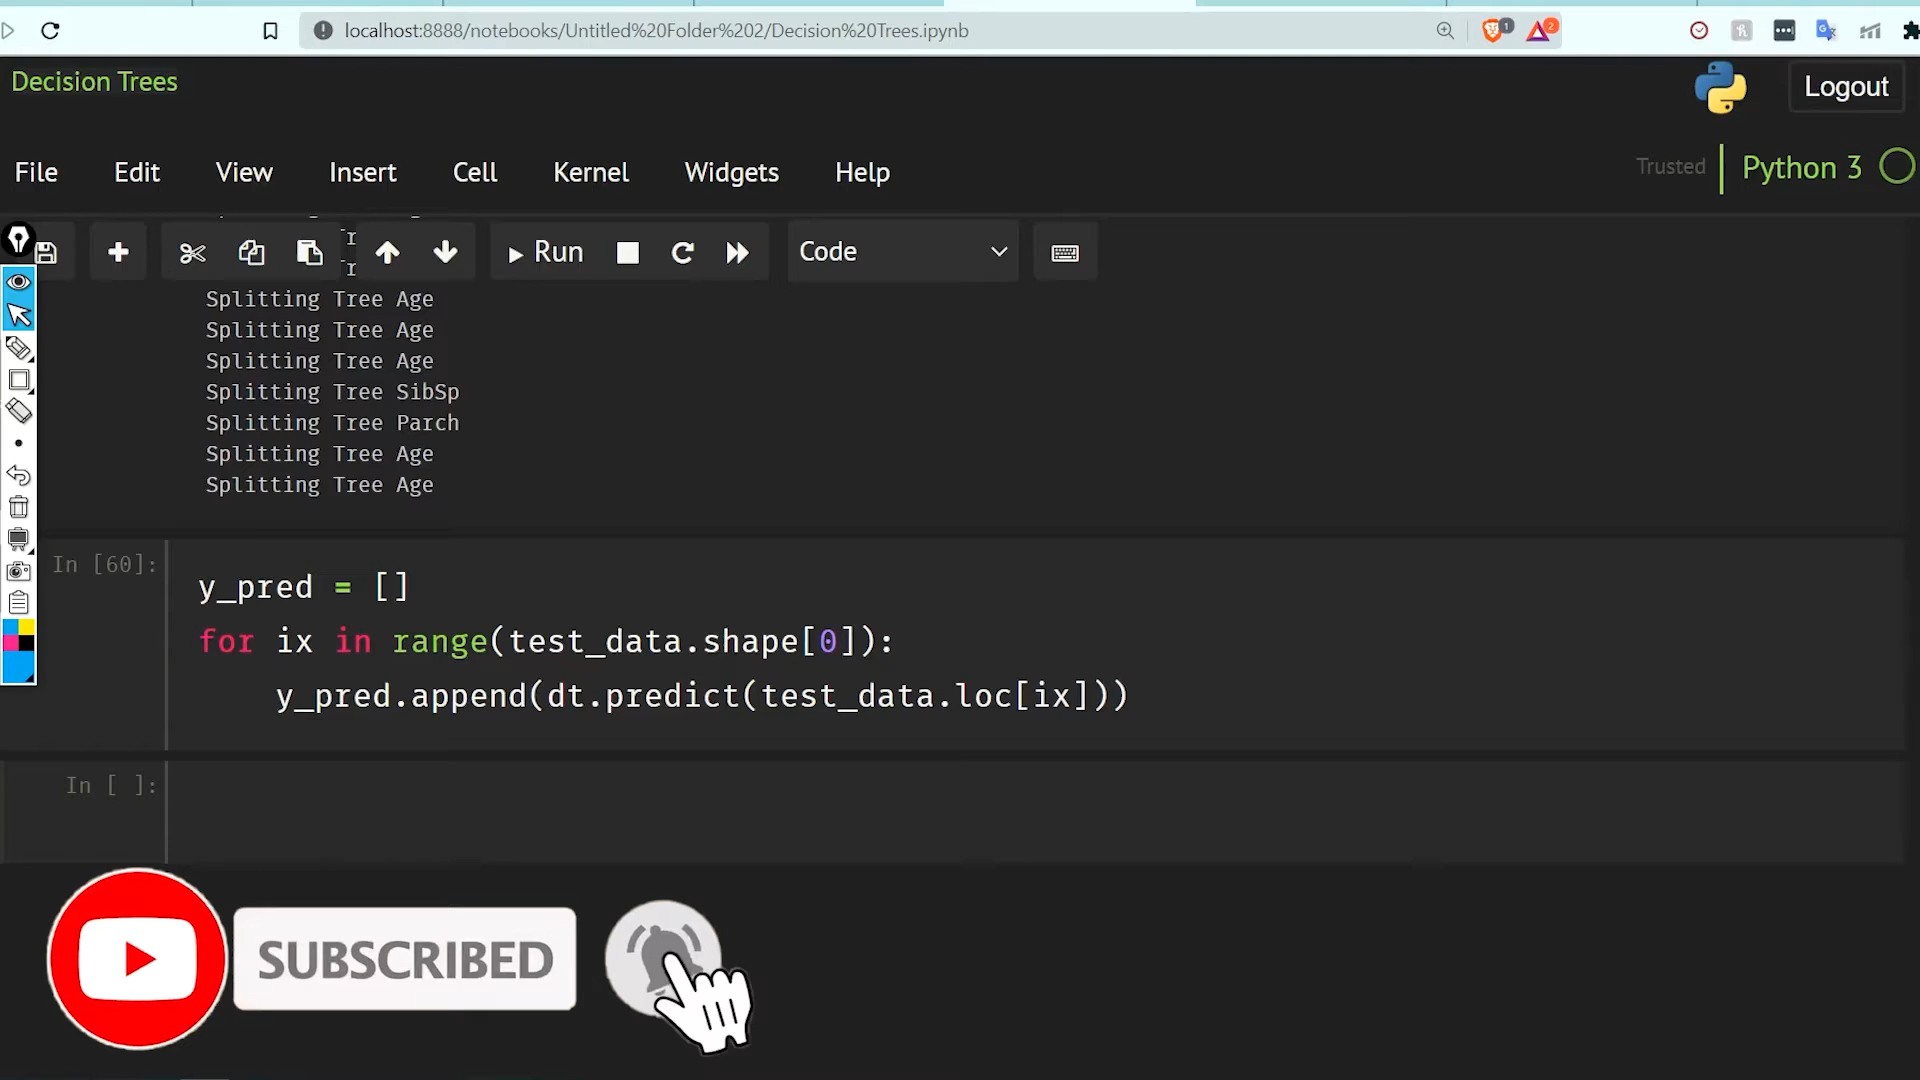 localhost:8888/notebooks/Untitled%20Folder%202/Decision%20Trees.ipynb
1
2
Decision Trees
Logout
File Edit View Insert Cell Kernel Widgets Help
Trusted
Python 3
Run
Code
Splitting Tree Age
Splitting Tree Age
Splitting Tree Age
Splitting Tree SibSp
Splitting Tree Parch
Splitting Tree Age
Splitting Tree Age
In [60]:
y_pred = []
for ix in range(test_data.shape[0]):
    y_pred.append(dt.predict(test_data.loc[ix]))
In [ ]:
SUBSCRIBED